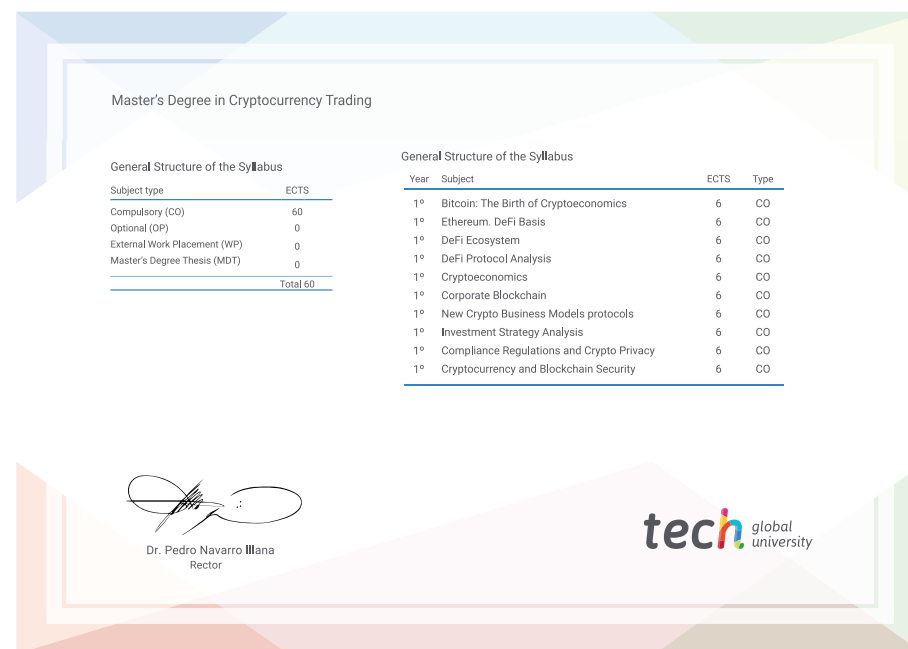 Master's Degree in Cryptocurrency Trading
General Structure of the Syllabus
Subject type ECTS
Compulsory (CO) 60
Optional (OP) 0
External Work Placement (WP) 0
Master's Degree Thesis (MDT) 0
Total 60
General Structure of the Syllabus
Year Subject ECTS Type
1º Bitcoin: The Birth of Cryptoeconomics 6 CO
1º Ethereum. DeFi Basis 6 CO
1º DeFi Ecosystem 6 CO
1º DeFi Protocol Analysis 6 CO
1º Cryptoeconomics 6 CO
1º Corporate Blockchain 6 CO
1º New Crypto Business Models protocols 6 CO
1º Investment Strategy Analysis 6 CO
1º Compliance Regulations and Crypto Privacy 6 CO
1º Cryptocurrency and Blockchain Security 6 CO
Dr. Pedro Navarro Illana
Rector
tech global
university